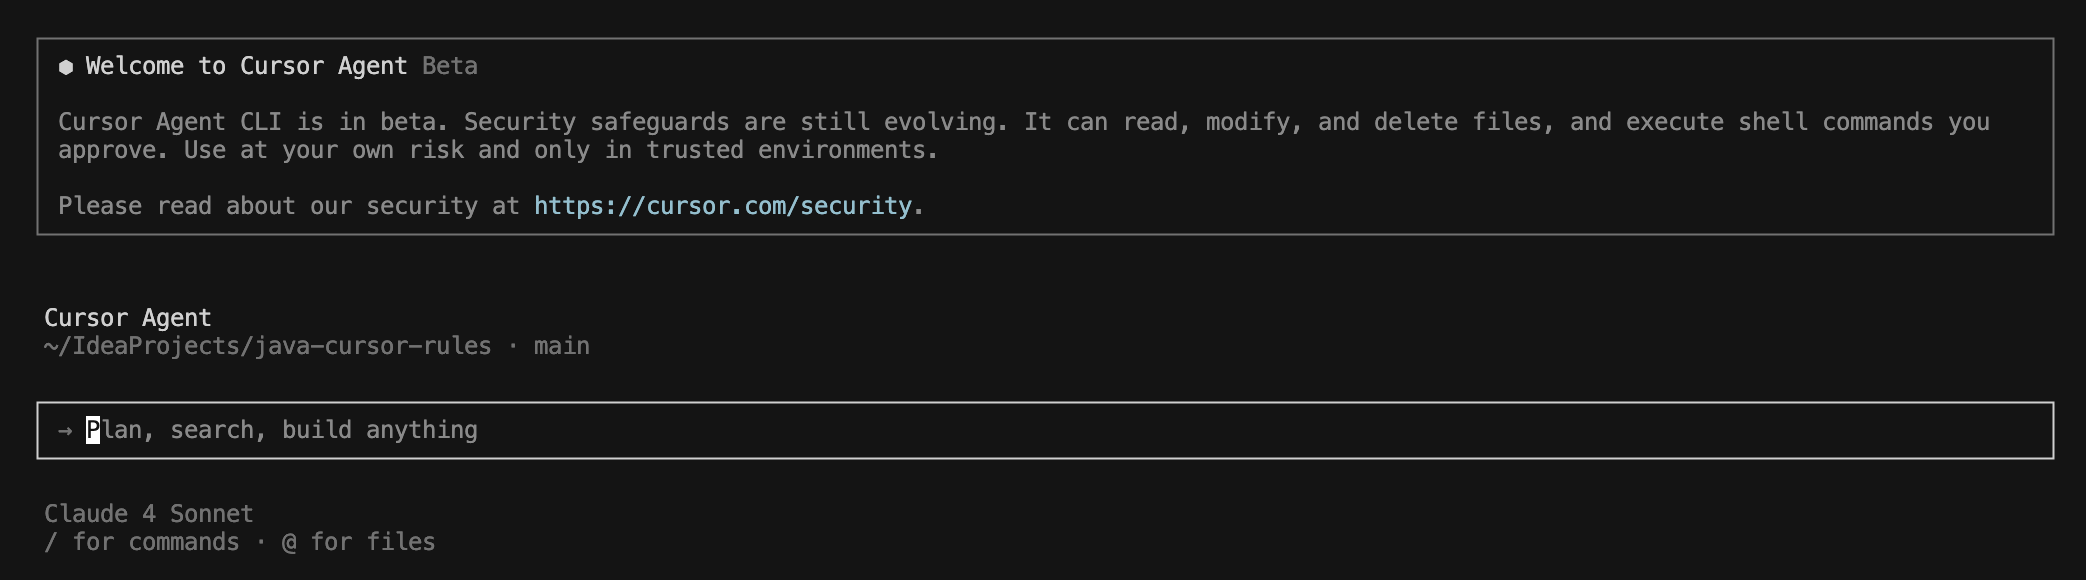 ⬢ Welcome to Cursor Agent Beta
Cursor Agent CLI is in beta. Security safeguards are still evolving. It can read, modify, and delete files, and execute shell commands you
approve. Use at your own risk and only in trusted environments.
Please read about our security at https://cursor.com/security.
Cursor Agent
~/IdeaProjects/java-cursor-rules · main
→ Plan, search, build anything
Claude 4 Sonnet
/ for commands · @ for files